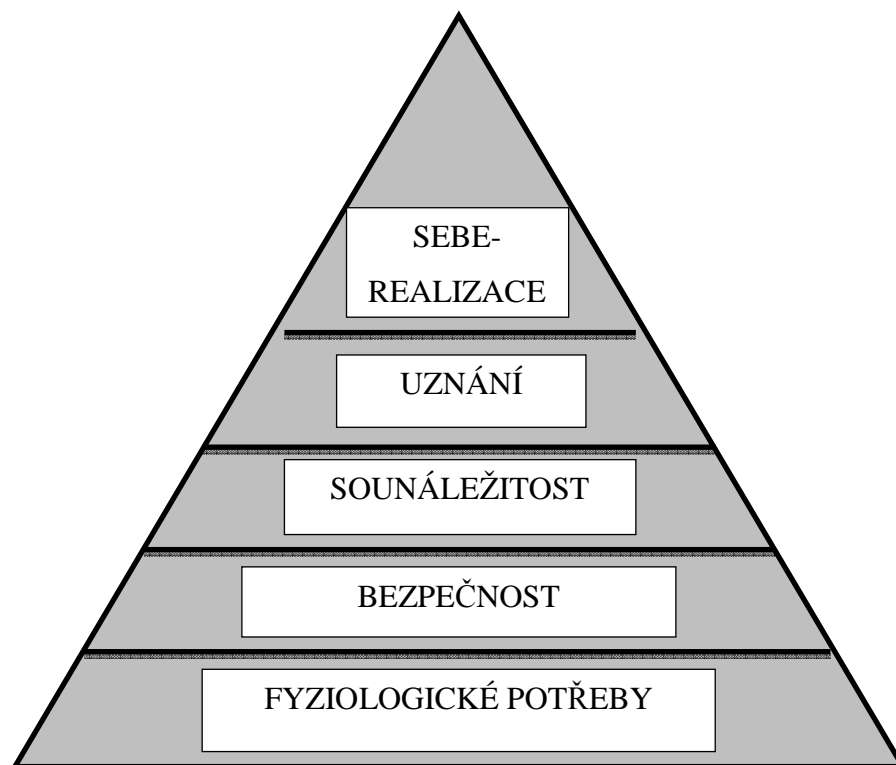 SEBE-
REALIZACE
UZNÁNÍ
SOUNÁLEŽITOST
BEZPEČNOST
FYZIOLOGICKÉ POTŘEBY